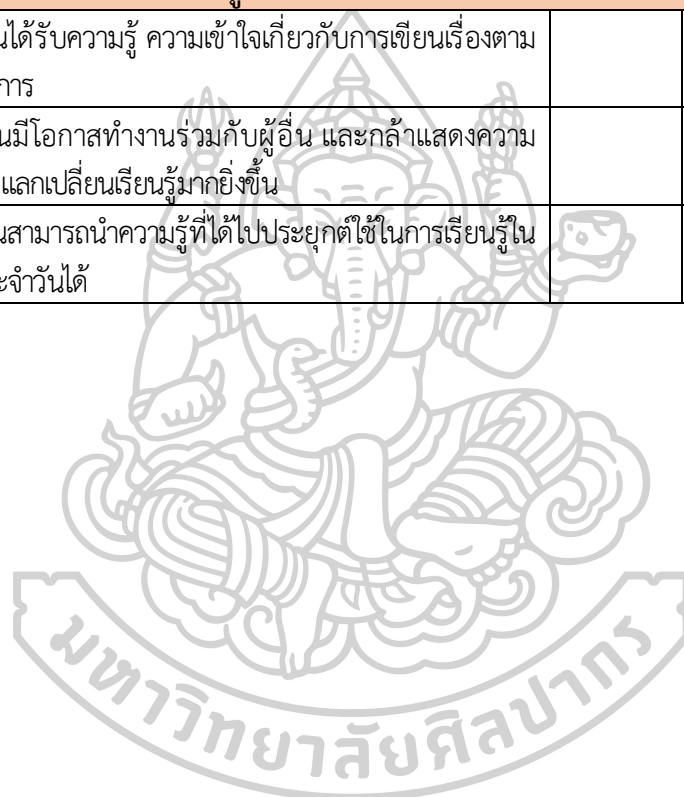 นได้รับความรู้ ความเข้าใจเกี่ยวกับการเขียนเรื่องตาม
การ
นมีโอกาสทำงานร่วมกับผู้อื่น และกล้าแสดงความ
แลกเปลี่ยนเรียนรู้มากยิ่งขึ้น
นสามารถนำความรู้ที่ได้ไปประยุกต์ใช้ในการเรียนรู้ใน
ะจำวันได้
มหาวิทยาลัยศิลปากร